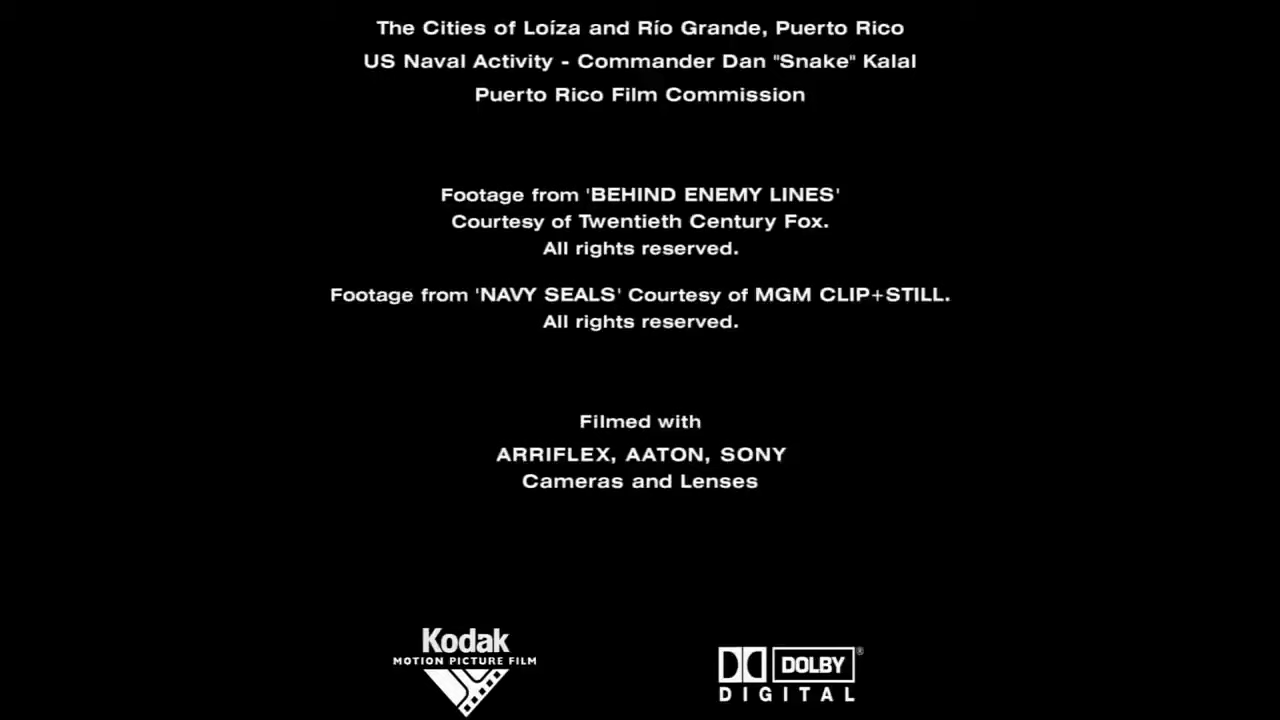 The Cities of Loíza and Río Grande, Puerto Rico
US Naval Activity - Commander Dan "Snake" Kalal
Puerto Rico Film Commission
Footage from 'BEHIND ENEMY LINES'
Courtesy of Twentieth Century Fox.
All rights reserved.
Footage from 'NAVY SEALS' Courtesy of MGM CLIP+STILL.
All rights reserved.
Filmed with
ARRIFLEX, AATON, SONY
Cameras and Lenses
Kodak
MOTION PICTURE FILM
DOLBY®
DIGITAL